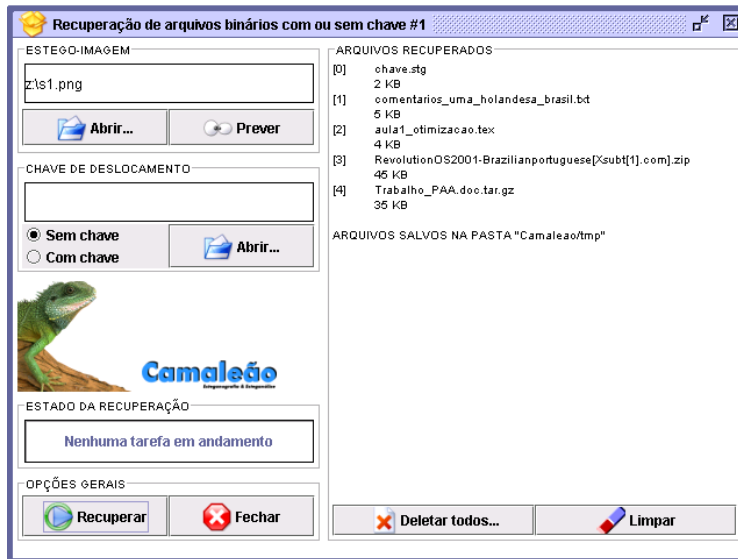 Recuperação de arquivos binários com ou sem chave #1
ESTEGO-IMAGEM
z:\s1.png
Abrir...
Prever
CHAVE DE DESLOCAMENTO
Sem chave
Com chave
Abrir...
Camaleão
Esteganografia & Esteganálise
ESTADO DA RECUPERAÇÃO
Nenhuma tarefa em andamento
OPÇÕES GERAIS
Recuperar
Fechar
ARQUIVOS RECUPERADOS
[0] chave.stg
2 KB
[1] comentarios_uma_holandesa_brasil.txt
5 KB
[2] aula1_otimizacao.tex
4 KB
[3] RevolutionOS2001-Brazilianportuguese[Xsubt[1].com].zip
45 KB
[4] Trabalho_PAA.doc.tar.gz
35 KB
ARQUIVOS SALVOS NA PASTA "Camaleao/tmp"
Deletar todos...
Limpar